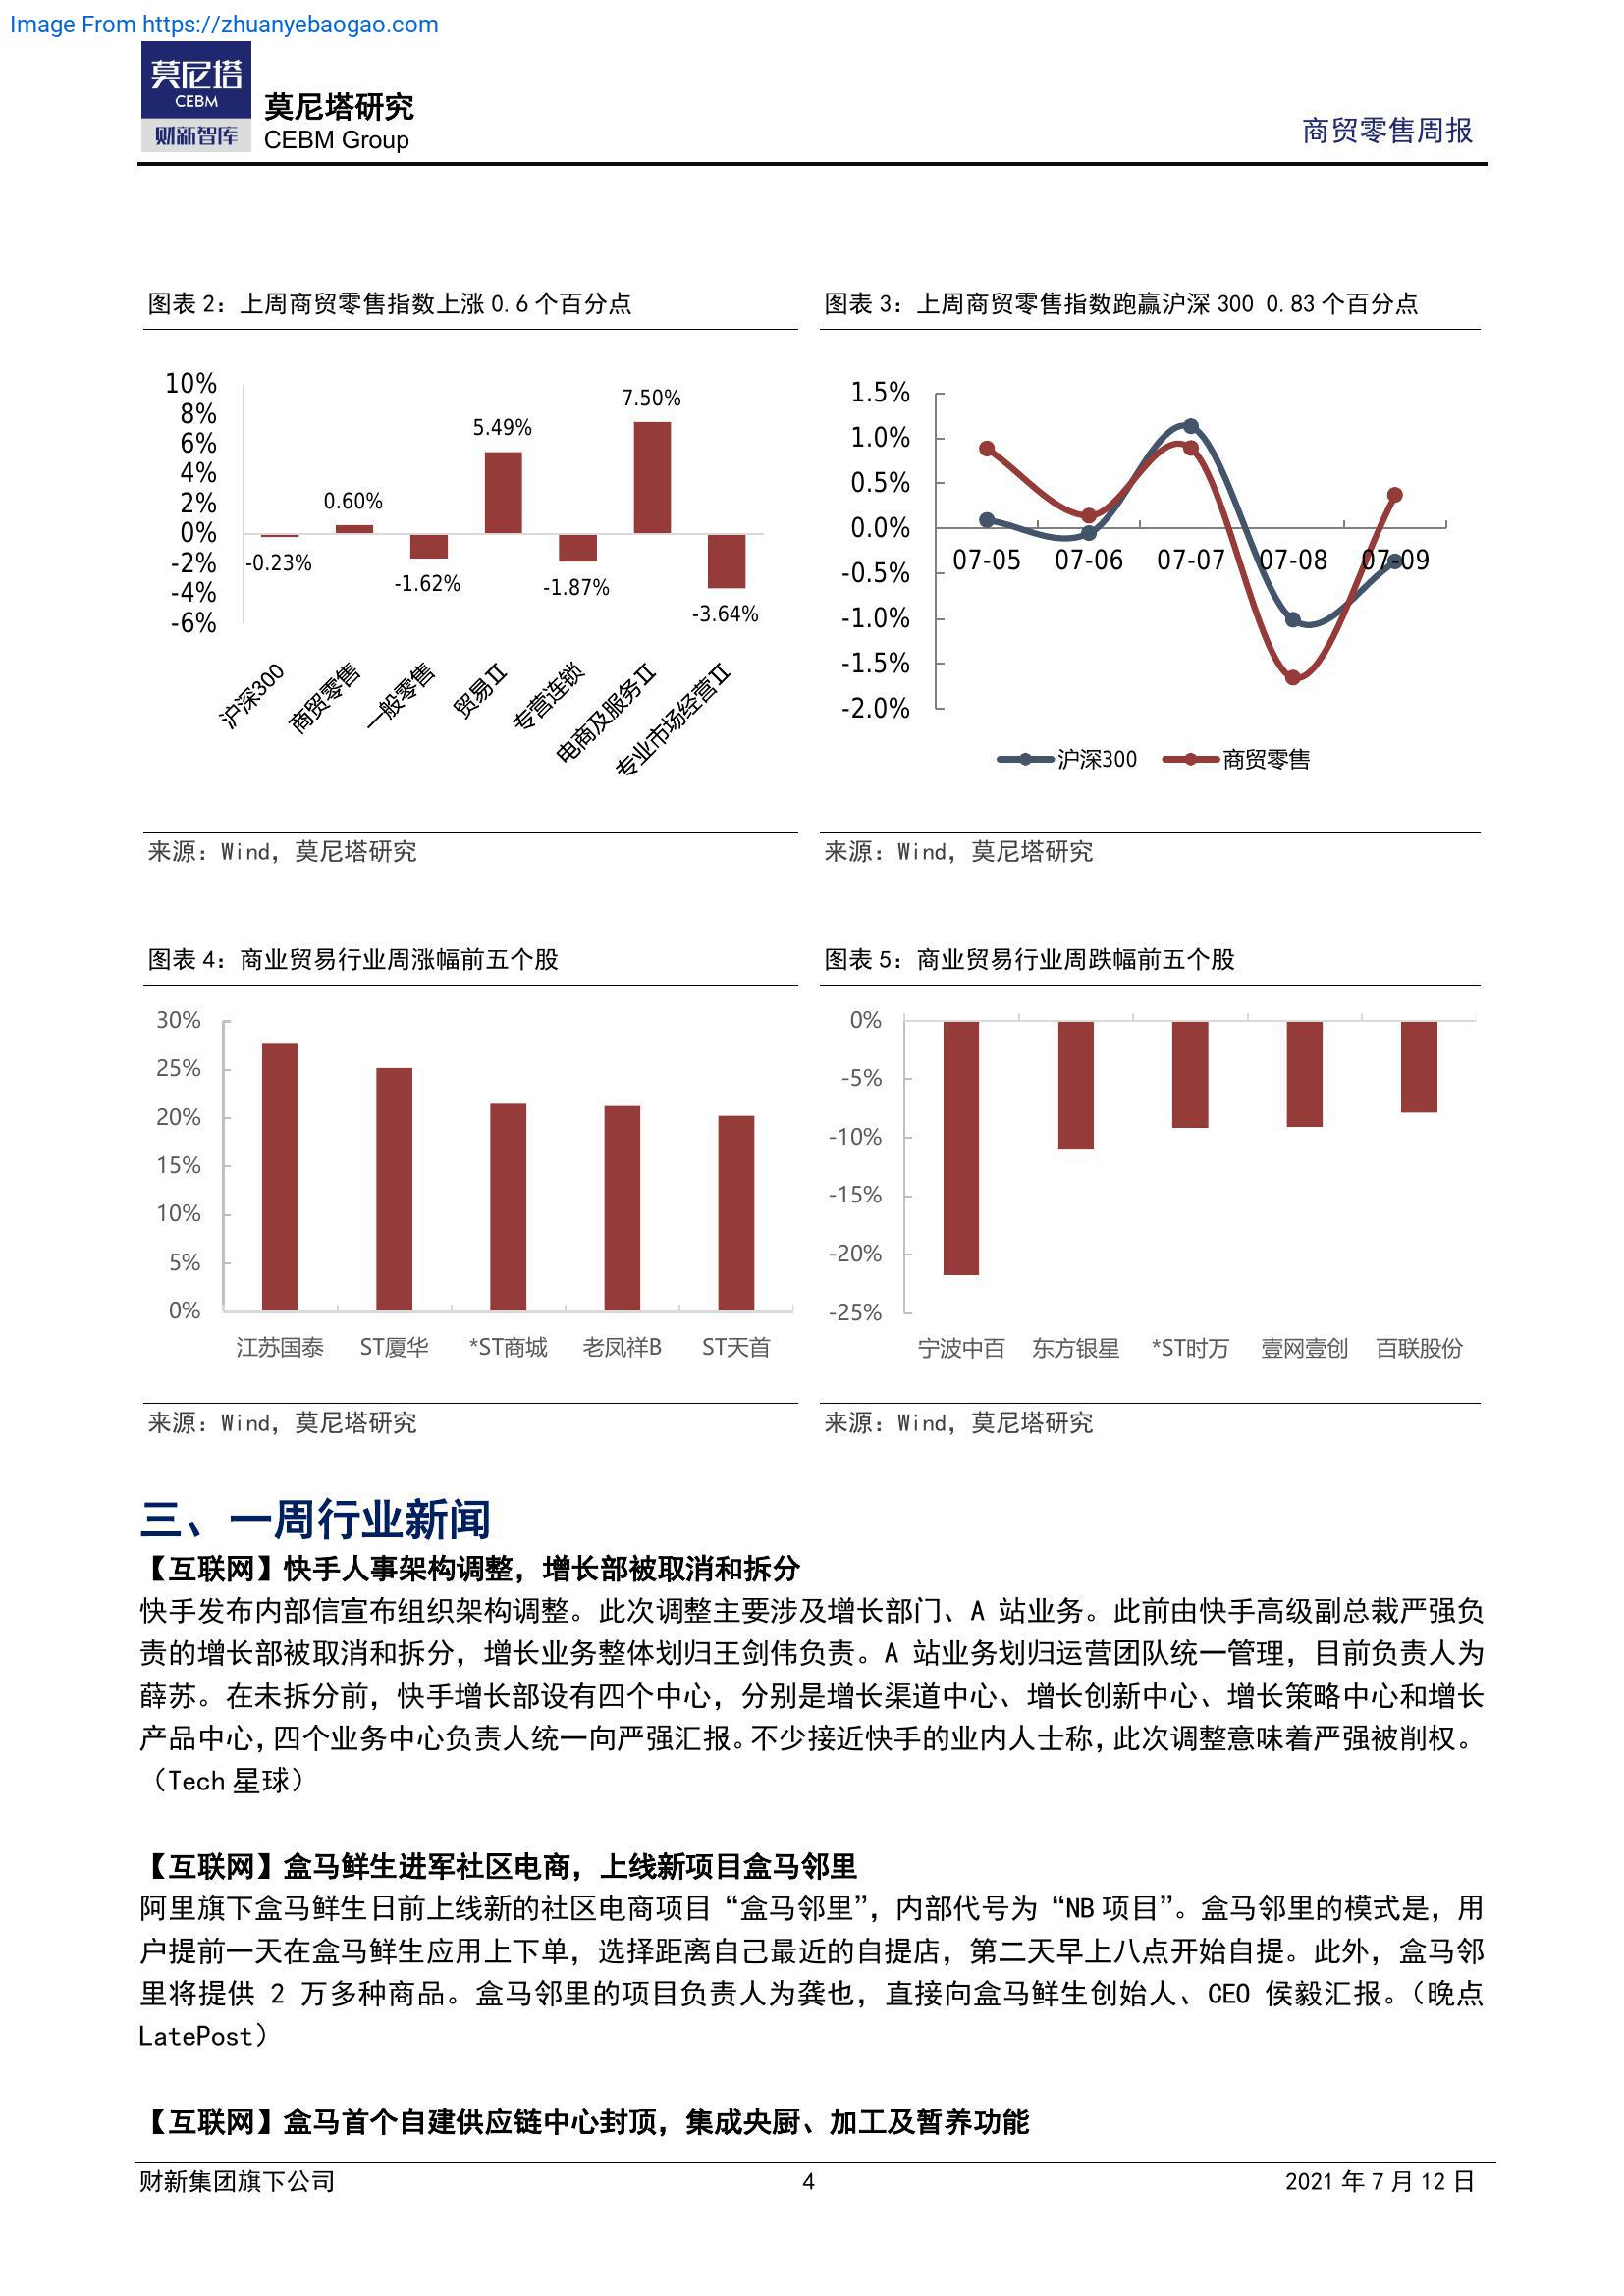 Image From https://zhuanyebaogao.com
莫尼塔
CEBM
财新智库
莫尼塔研究
CEBM Group
商贸零售周报
图表 2：上周商贸零售指数上涨 0.6 个百分点
10%
8%
6%
4%
2%
0%
-2%
-4%
-6%
-0.23%
0.60%
-1.62%
5.49%
-1.87%
7.50%
-3.64%
沪深300
商贸零售
一般零售
贸易Ⅱ
专营连锁
电商及服务Ⅱ
专业市场经营Ⅱ
来源：Wind，莫尼塔研究
图表 3：上周商贸零售指数跑赢沪深 300 0.83 个百分点
1.5%
1.0%
0.5%
0.0%
-0.5%
-1.0%
-1.5%
-2.0%
07-05
07-06
07-07
07-08
07-09
沪深300
商贸零售
来源：Wind，莫尼塔研究
图表 4：商业贸易行业周涨幅前五个股
30%
25%
20%
15%
10%
5%
0%
江苏国泰
ST厦华
*ST商城
老凤祥B
ST天首
来源：Wind，莫尼塔研究
图表 5：商业贸易行业周跌幅前五个股
0%
-5%
-10%
-15%
-20%
-25%
宁波中百
东方银星
*ST时万
壹网壹创
百联股份
来源：Wind，莫尼塔研究
三、一周行业新闻
【互联网】快手人事架构调整，增长部被取消和拆分
快手发布内部信宣布组织架构调整。此次调整主要涉及增长部门、A 站业务。此前由快手高级副总裁严强负
责的增长部被取消和拆分，增长业务整体划归王剑伟负责。A 站业务划归运营团队统一管理，目前负责人为
薛苏。在未拆分前，快手增长部设有四个中心，分别是增长渠道中心、增长创新中心、增长策略中心和增长
产品中心，四个业务中心负责人统一向严强汇报。不少接近快手的业内人士称，此次调整意味着严强被削权。
（Tech 星球）
【互联网】盒马鲜生进军社区电商，上线新项目盒马邻里
阿里旗下盒马鲜生日前上线新的社区电商项目“盒马邻里”，内部代号为“NB 项目”。盒马邻里的模式是，用
户提前一天在盒马鲜生应用上下单，选择距离自己最近的自提店，第二天早上八点开始自提。此外，盒马邻
里将提供 2 万多种商品。盒马邻里的项目负责人为龚也，直接向盒马鲜生创始人、CEO 侯毅汇报。（晚点
LatePost）
【互联网】盒马首个自建供应链中心封顶，集成央厨、加工及暂养功能
财新集团旗下公司
4
2021 年 7 月 12 日